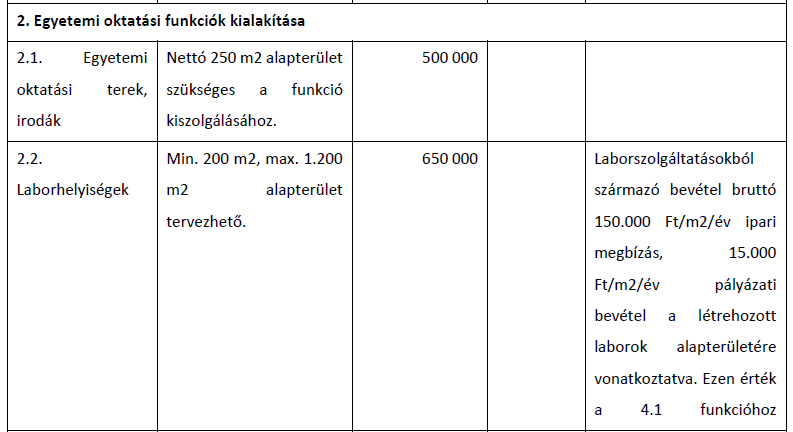 2. Egyetemi oktatási funkciók kialakítása
2.1. Egyetemi
oktatási terek,
irodák
Nettó 250 m2 alapterület
szükséges a funkció
kiszolgálásához.
500 000
2.2.
Laborhelyiségek
Min. 200 m2, max. 1.200
m2 alapterület
tervezhető.
650 000
Laborszolgáltatásokból
származó bevétel bruttó
150.000 Ft/m2/év ipari
megbízás, 15.000
Ft/m2/év pályázati
bevétel a létrehozott
laborok alapterületére
vonatkoztatva. Ezen érték
a 4.1 funkcióhoz